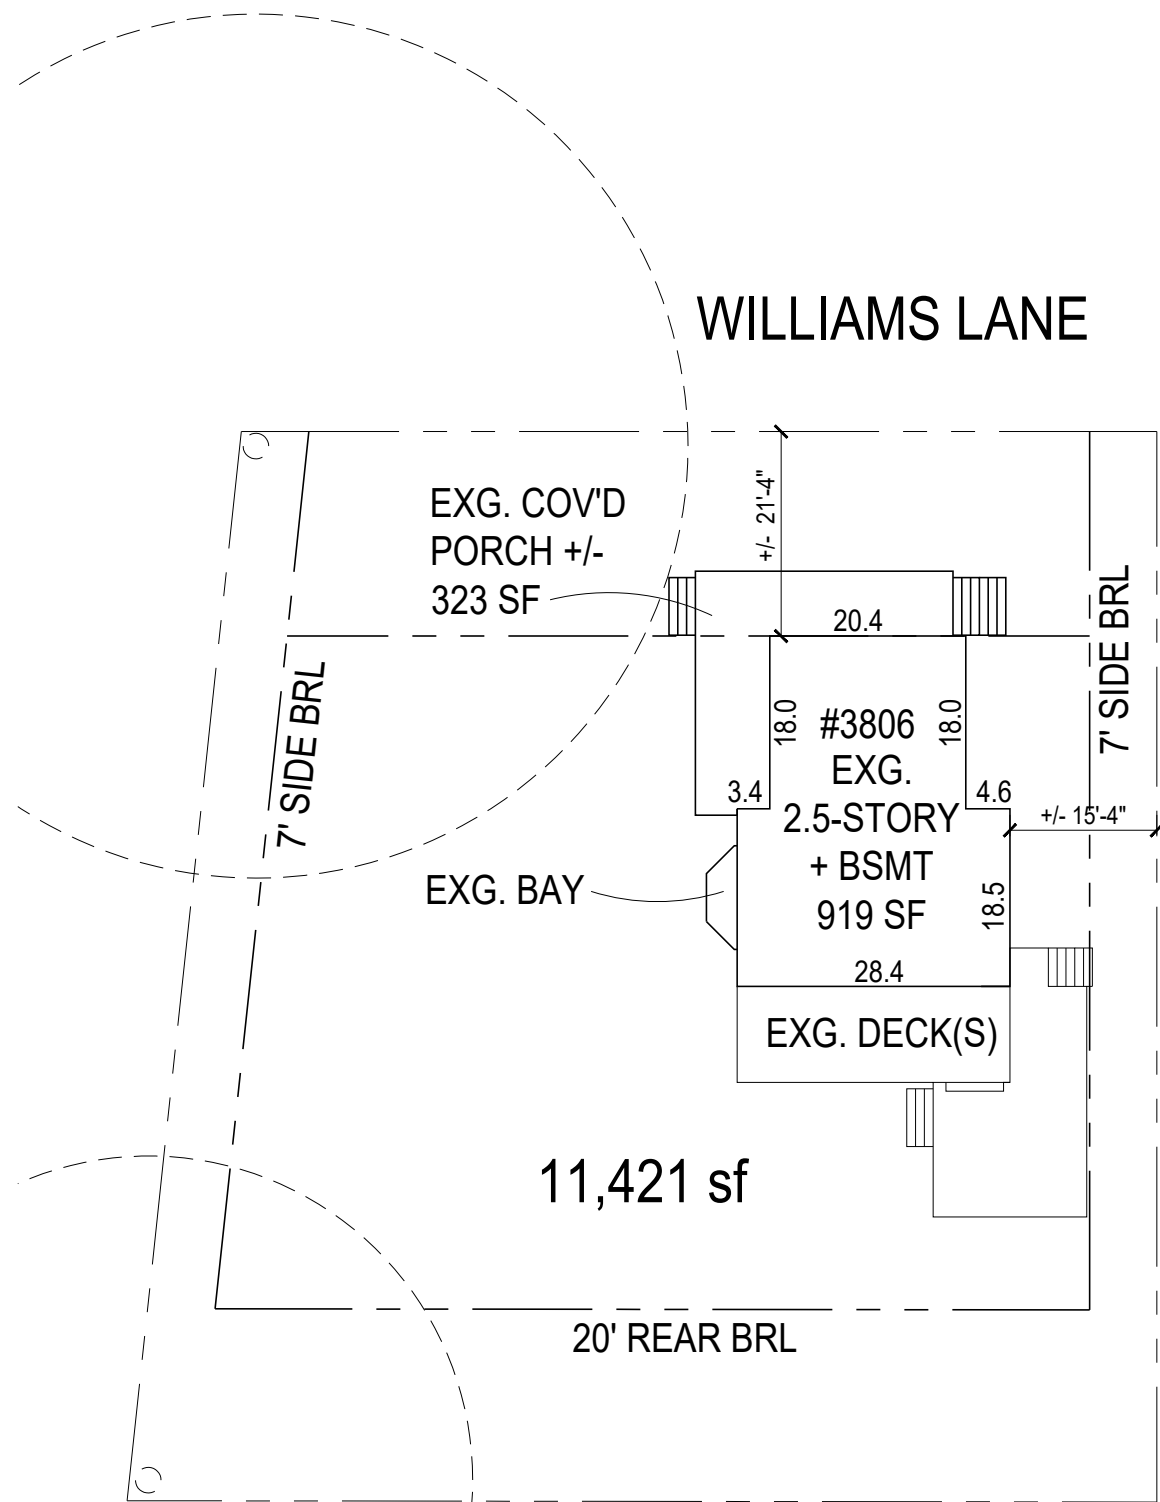 WILLIAMS LANE
+/- 21'-4"
EXG. COV'D
PORCH +/-
323 SF
20.4
7' SIDE BRL
7' SIDE BRL
18.0
18.0
#3806
EXG.
2.5-STORY
+ BSMT
919 SF
3.4
4.6
+/- 15'-4"
EXG. BAY
18.5
28.4
EXG. DECK(S)
11,421 sf
20' REAR BRL